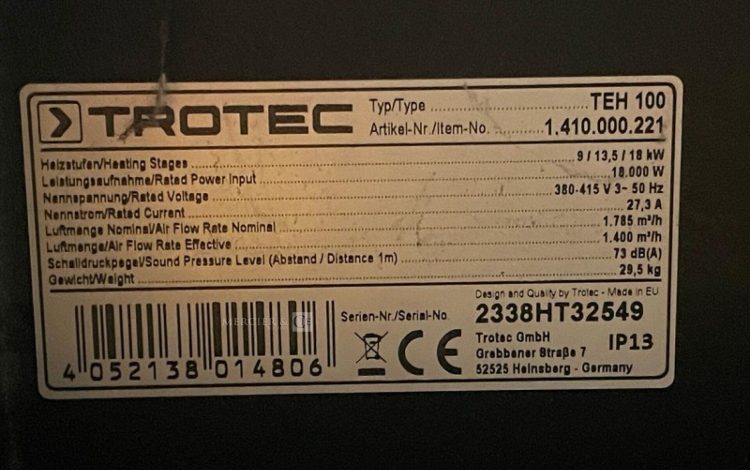 TROTEC
Typ/Type TEH 100
Artikel-Nr./Item-No. 1.410.000.221
Heizstufen/Heating Stages 9 / 13,5 / 18 kW
Leistungsaufnahme/Rated Power Input 18.000 W
Nennspannung/Rated Voltage 380-415 V 3~ 50 Hz
Nennstrom/Rated Current 27,3 A
Luftmenge Nominal/Air Flow Rate Nominal 1.785 m³/h
Luftmenge/Air Flow Rate Effective 1.400 m³/h
Schalldruckpegel/Sound Pressure Level (Abstand / Distance 1m) 73 dB(A)
Gewicht/Weight 29,5 kg
Design and Quality by Trotec - Made in EU
Serien-Nr./Serial-No. 2338HT32549
MERCIER & Cie
CE
Trotec GmbH
Grebbener Straße 7
52525 Heinsberg - Germany
IP13
4 052138 014806